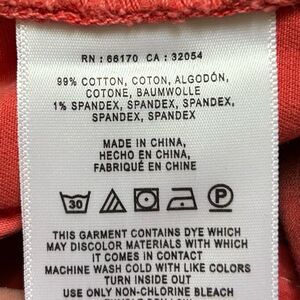 RN : 66170 CA : 32054
99% COTTON, COTON, ALGODÓN,
COTONE, BAUMWOLLE
1% SPANDEX, SPANDEX, SPANDEX,
SPANDEX, SPANDEX
MADE IN CHINA,
HECHO EN CHINA,
FABRIQUÉ EN CHINE
30 P
THIS GARMENT CONTAINS DYE WHICH
MAY DISCOLOR MATERIALS WITH WHICH
IT COMES IN CONTACT
MACHINE WASH COLD WITH LIKE COLORS
TURN INSIDE OUT
USE ONLY NON-CHLORINE BLEACH